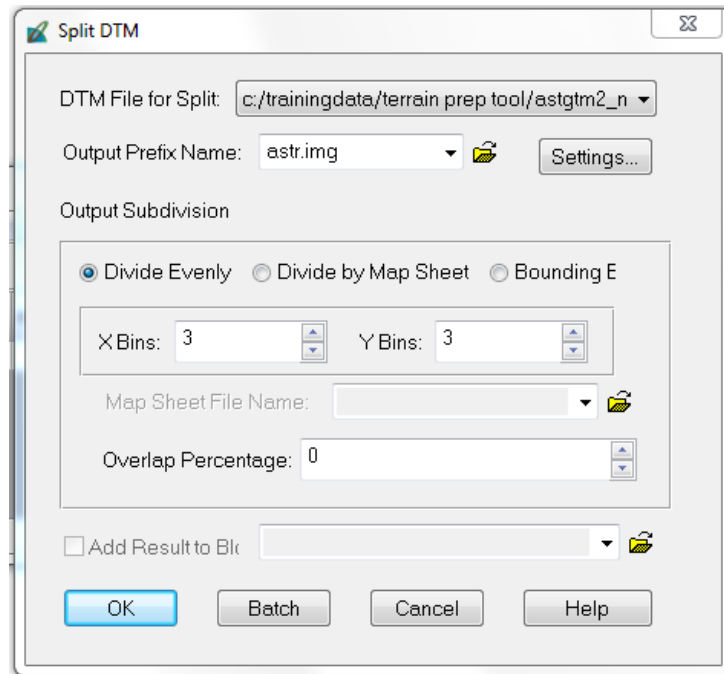 Split DTM
DTM File for Split: c:/trainingdata/terrain prep tool/astgtm2_n
Output Prefix Name: astr.img Settings...
Output Subdivision
Divide Evenly Divide by Map Sheet Bounding E
X Bins: 3 Y Bins: 3
Map Sheet File Name:
Overlap Percentage: 0
Add Result to Blo
OK Batch Cancel Help